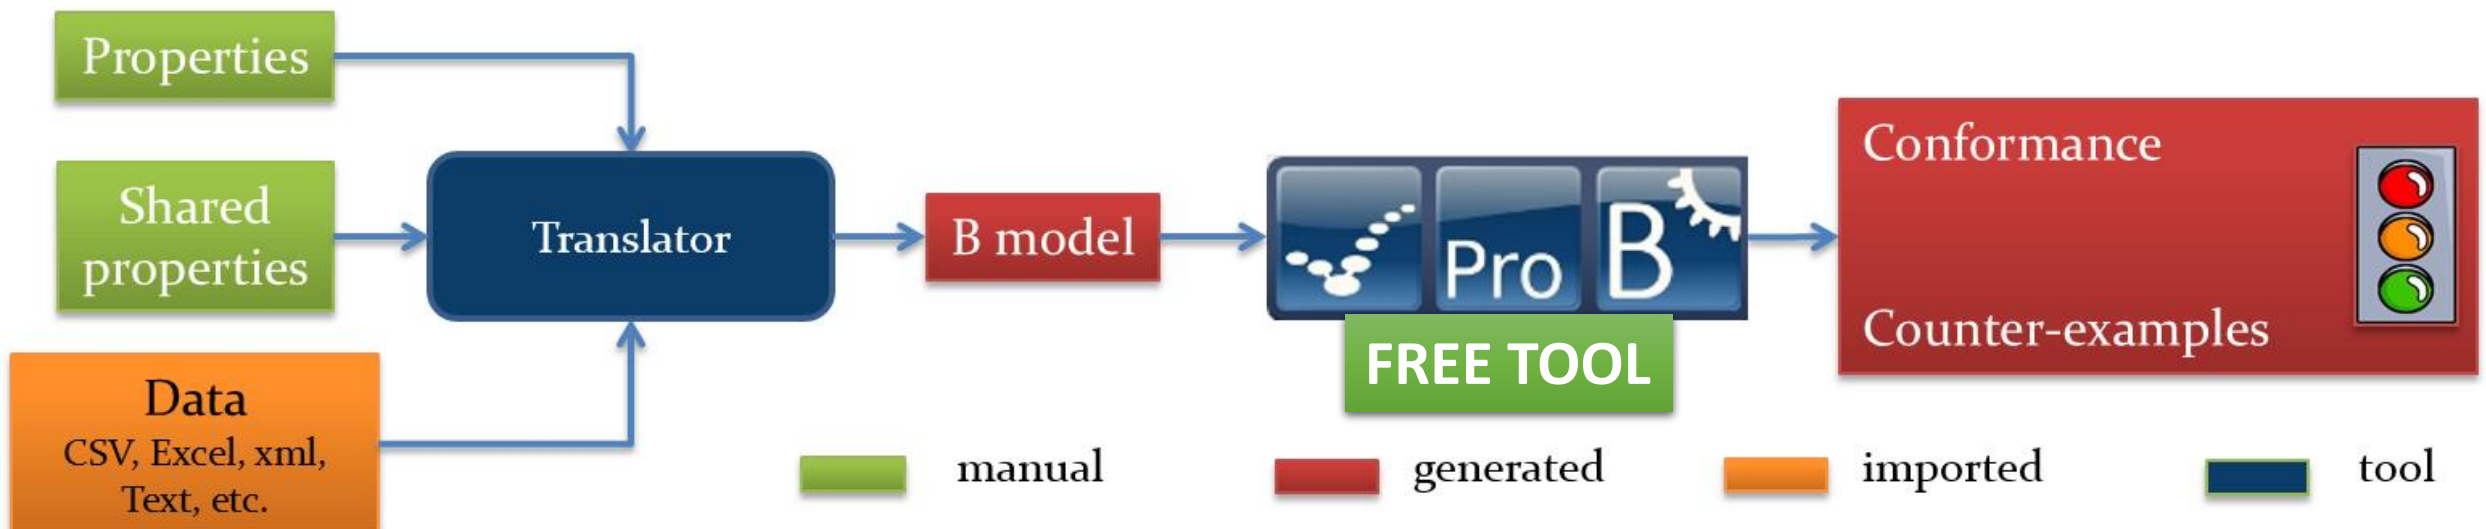 Properties
Shared
properties
Data
CSV, Excel, xml,
Text, etc.
Translator
B model
Pro B
FREE TOOL
Conformance
Counter-examples
manual
generated
imported
tool